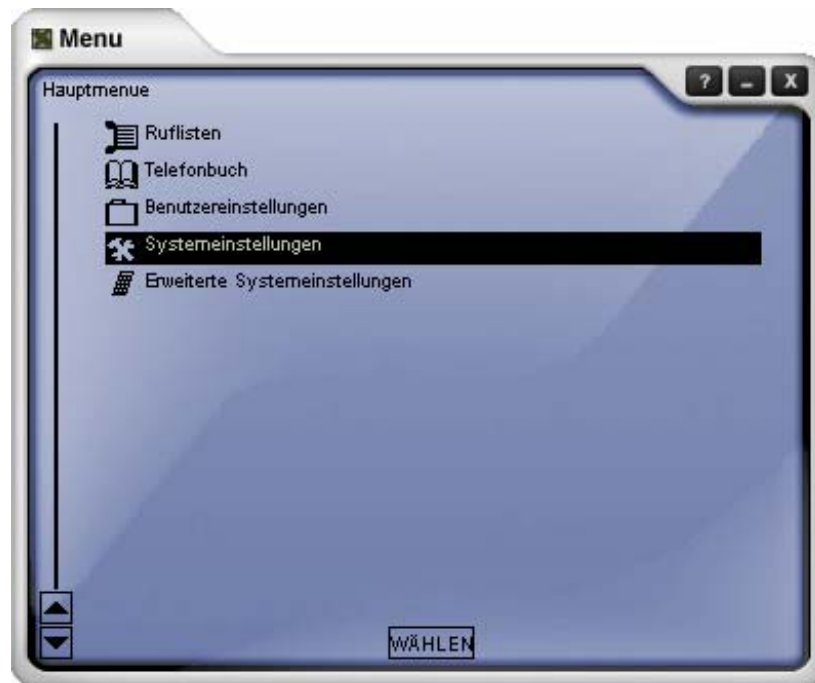 Menu
? - X
Hauptmenue
Ruflisten
Telefonbuch
Benutzereinstellungen
Systemeinstellungen
Erweiterte Systemeinstellungen
WÄHLEN